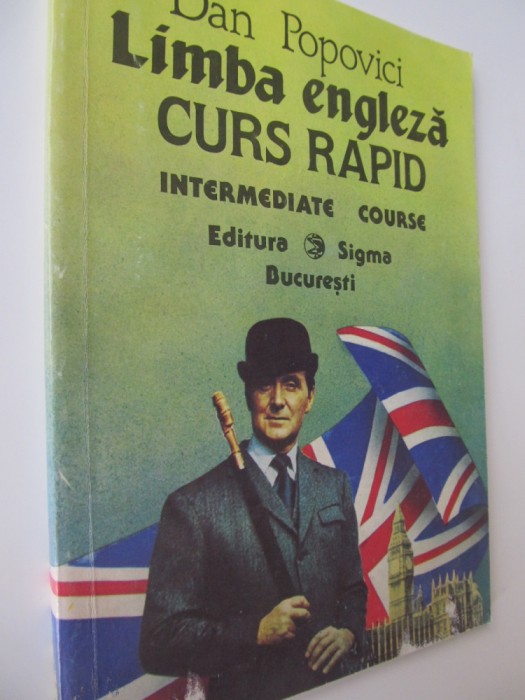 Dan Popovici
Limba engleză
CURS RAPID
INTERMEDIATE COURSE
Editura Sigma
București